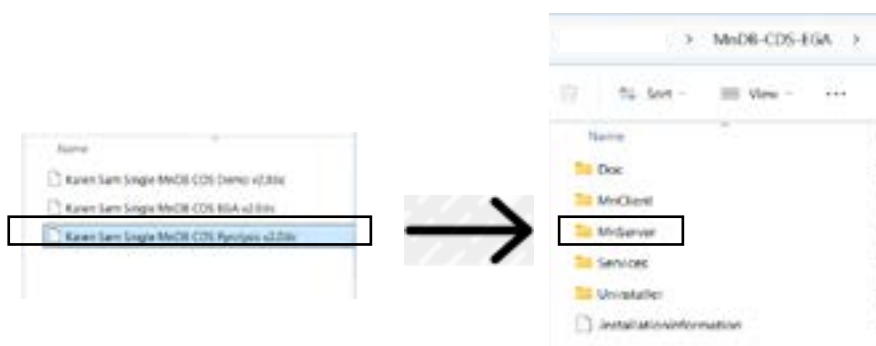 Name
Karen Sam Single MnDB CDS Demo v2.0.lic
Karen Sam Single MnDB CDS EGA v2.0.lic
Karen Sam Single MnDB CDS Pyrolysis v2.0.lic
> MnDB-CDS-EGA >
Sort
View
...
Name
Doc
MnClient
MnServer
Services
Uninstaller
.installationinformation